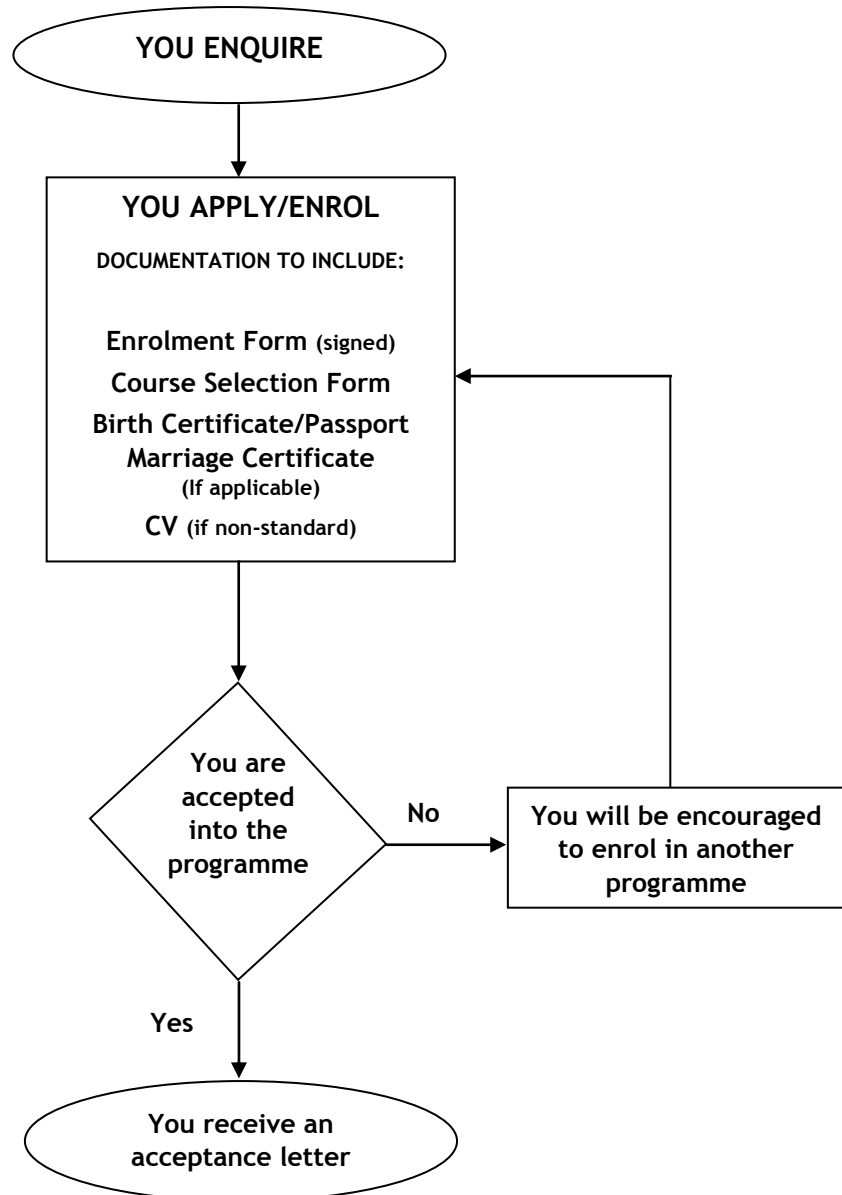 YOU ENQUIRE
YOU APPLY/ENROL
DOCUMENTATION TO INCLUDE:
Enrolment Form (signed)
Course Selection Form
Birth Certificate/Passport
Marriage Certificate
(If applicable)
CV (if non-standard)
You are
accepted
into the
programme
No
You will be encouraged
to enrol in another
programme
Yes
You receive an
acceptance letter